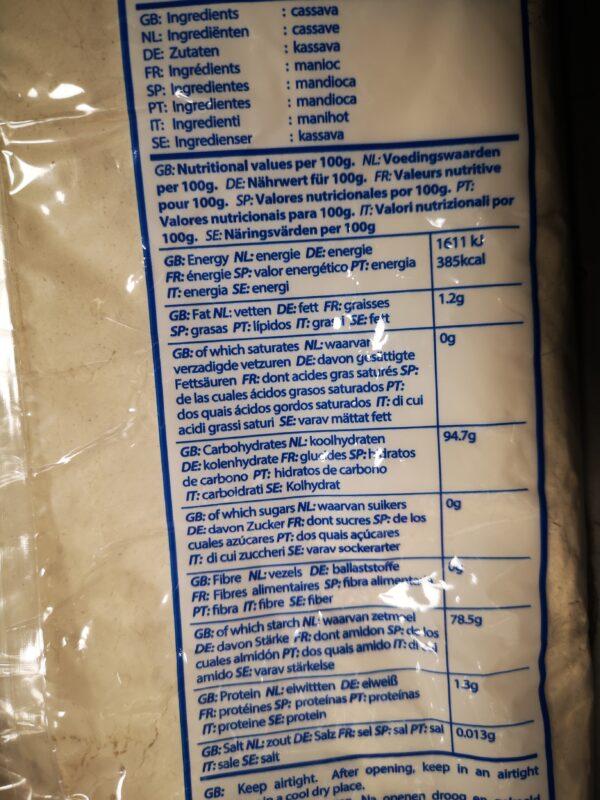 GB: Ingredients : cassava
NL: Ingrediënten : cassave
DE: Zutaten : kassava
FR: Ingrédients : manioc
SP: Ingredientes : mandioca
PT: Ingredientes : mandioca
IT: Ingredienti : manihot
SE: Ingredienser : kassava
GB: Nutritional values per 100g. NL: Voedingswaarden
per 100g. DE: Nährwert für 100g. FR: Valeurs nutritive
pour 100g. SP: Valores nutricionales por 100g. PT:
Valores nutricionais para 100g. IT: Valori nutrizionali por
100g. SE: Näringsvärden per 100g
GB: Energy NL: energie DE: energie 1611 kJ
FR: énergie SP: valor energético PT: energia 385kcal
IT: energia SE: energi
GB: Fat NL: vetten DE: fett FR: graisses 1.2g
SP: grasas PT: lípidos IT: SE: fett
GB: of which saturates NL: waarvan 0g
verzadigde vetzuren DE: davon gesättigte
Fettsäuren FR: dont acides gras saturés SP:
de las cuales ácidos grasos saturados PT:
dos quais ácidos gordos saturados IT: di cui
acidi grassi saturi SE: varav mättat fett
GB: Carbohydrates NL: koolhydraten 94.7g
DE: kolenhydrate FR: glucides SP: hidratos
de carbono PT: hidratos de carbono
IT: carboidrati SE: Kolhydrat
GB: of which sugars NL: waarvan suikers 0g
DE: davon Zucker FR: dont sucres SP: de los
cuales azúcares PT: dos quais açúcares
IT: di cui zuccheri SE: varav sockerarter
GB: Fibre NL: vezels DE: ballaststoffe 0g
FR: Fibres alimentaires SP: fibra alimentaria
PT: fibra IT: fibre SE: fiber
GB: of which starch NL: waarvan zetmeel 78.5g
DE: davon Stärke FR: dont amidon SP: de los
cuales almidón PT: dos quais amido IT: di cui
amido SE: varav stärkelse
GB: Protein NL: eiwittten DE: eiweiß 1.3g
FR: protéines SP: proteínas PT: proteínas
IT: proteine SE: protein
GB: Salt NL: zout DE: Salz FR: sel SP: sal PT: sal 0.013g
IT: sale SE: salt
GB: Keep airtight. After opening, keep in an airtight
in a cool dry place.
Na openen droog en